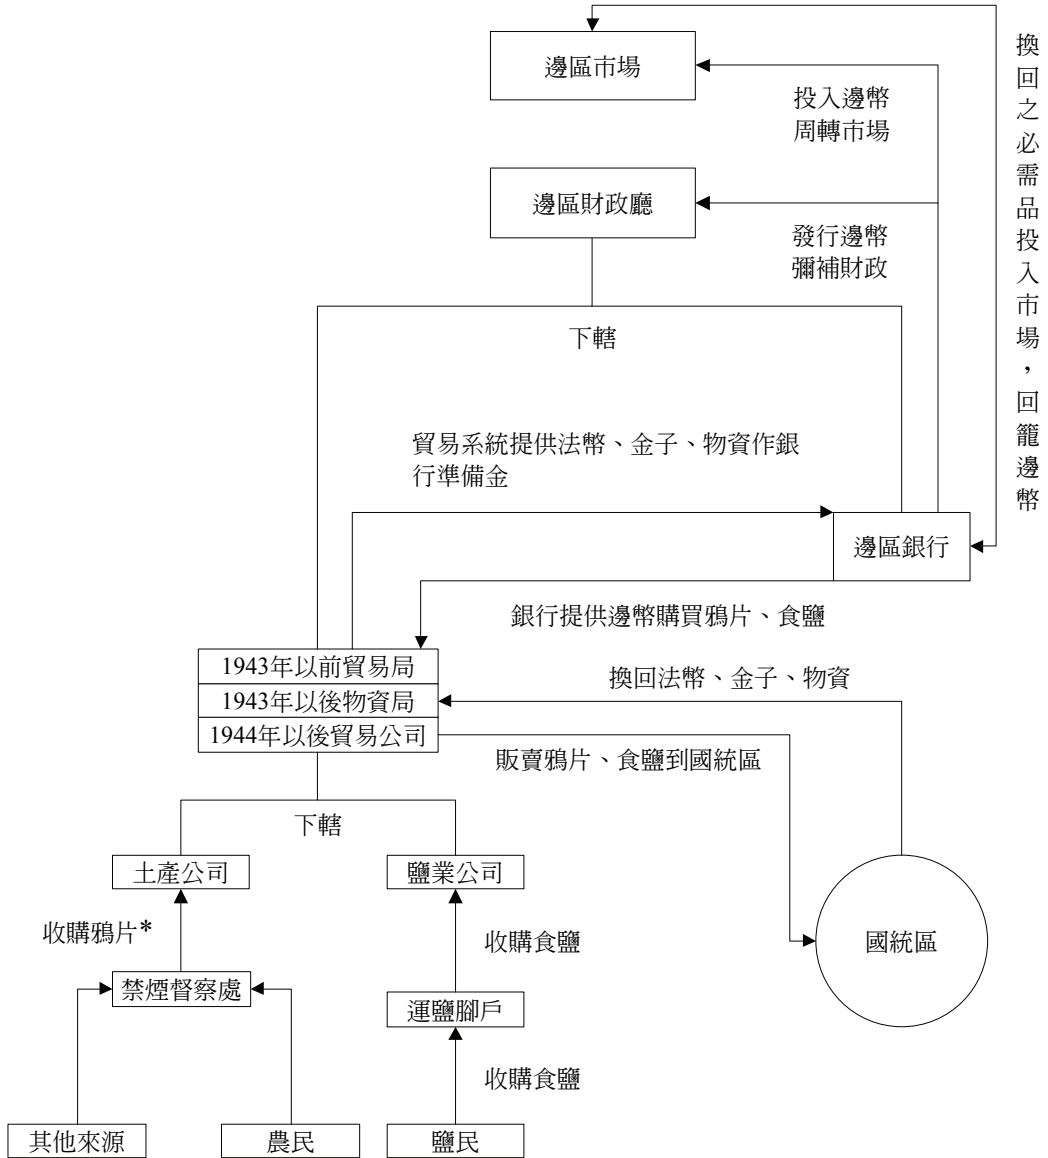 邊區市場
投入邊幣
周轉市場
換回之必需品投入市場，回籠邊幣
邊區財政廳
發行邊幣
彌補財政
下轄
貿易系統提供法幣、金子、物資作銀
行準備金
邊區銀行
銀行提供邊幣購買鴉片、食鹽
1943年以前貿易局
1943年以後物資局
1944年以後貿易公司
換回法幣、金子、物資
販賣鴉片、食鹽到國統區
下轄
土產公司
鹽業公司
收購鴉片*
收購食鹽
國統區
禁煙督察處
運鹽腳戶
收購食鹽
其他來源
農民
鹽民